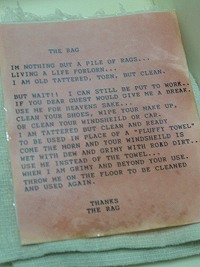 THE RAG
IM NOTHING BUT A PILE OF RAGS...
LIVING A LIFE FORLORN...
I AM OLD TATTERED, TORN, BUT CLEAN.
BUT WAIT!! I CAN STILL BE PUT TO WORK..
IF YOU DEAR GUEST WOULD GIVE ME A BREAK,
USE ME FOR HEAVENS SAKE...
CLEAN YOUR SHOES, WIPE YOUR MAKE UP,
OR CLEAN YOUR WINDSHEILD OR CAR.
I AM TATTERED BUT CLEAN AND READY
TO BE USED IN PLACE OF A "FLUFFY TOWEL"
COME THE MORN AND YOUR WINDSHEILD IS
WET WITH DEW AND GRIMY WITH ROAD DIRT..
USE ME INSTEAD OF THE TOWEL...
WHEN I AM GRIMY AND BEYOND YOUR USE.
THROW ME ON THE FLOOR TO BE CLEANED
AND USED AGAIN.
THANKS
THE RAG